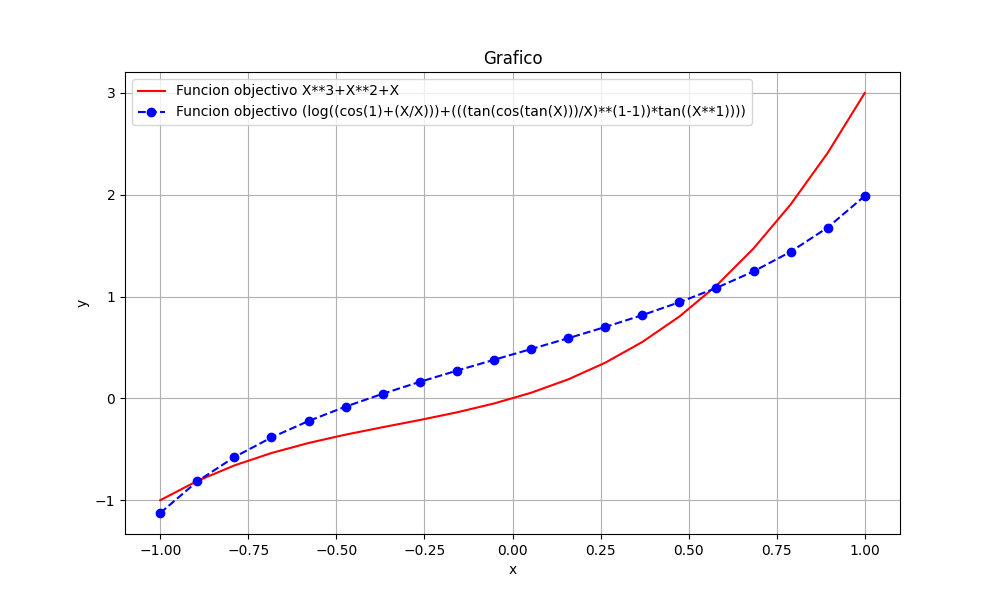 Grafico
Funcion objectivo X**3+X**2+X
Funcion objectivo (log((cos(1)+(X/X)))+(((tan(cos(tan(X)))/X)**(1-1))*tan((X**1))))
3
2
1
0
−1
y
−1.00 −0.75 −0.50 −0.25 0.00 0.25 0.50 0.75 1.00
x